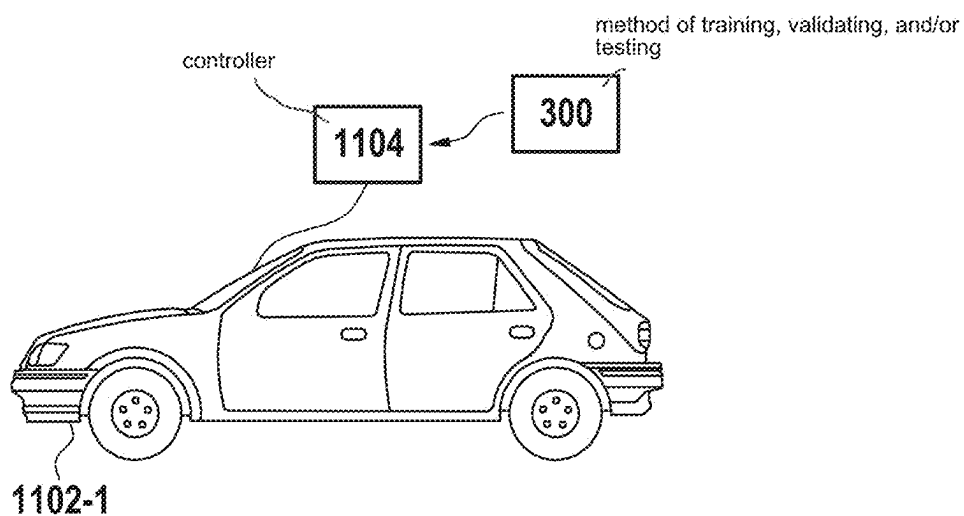 method of training, validating, and/or
testing
controller
300
1104
1102-1